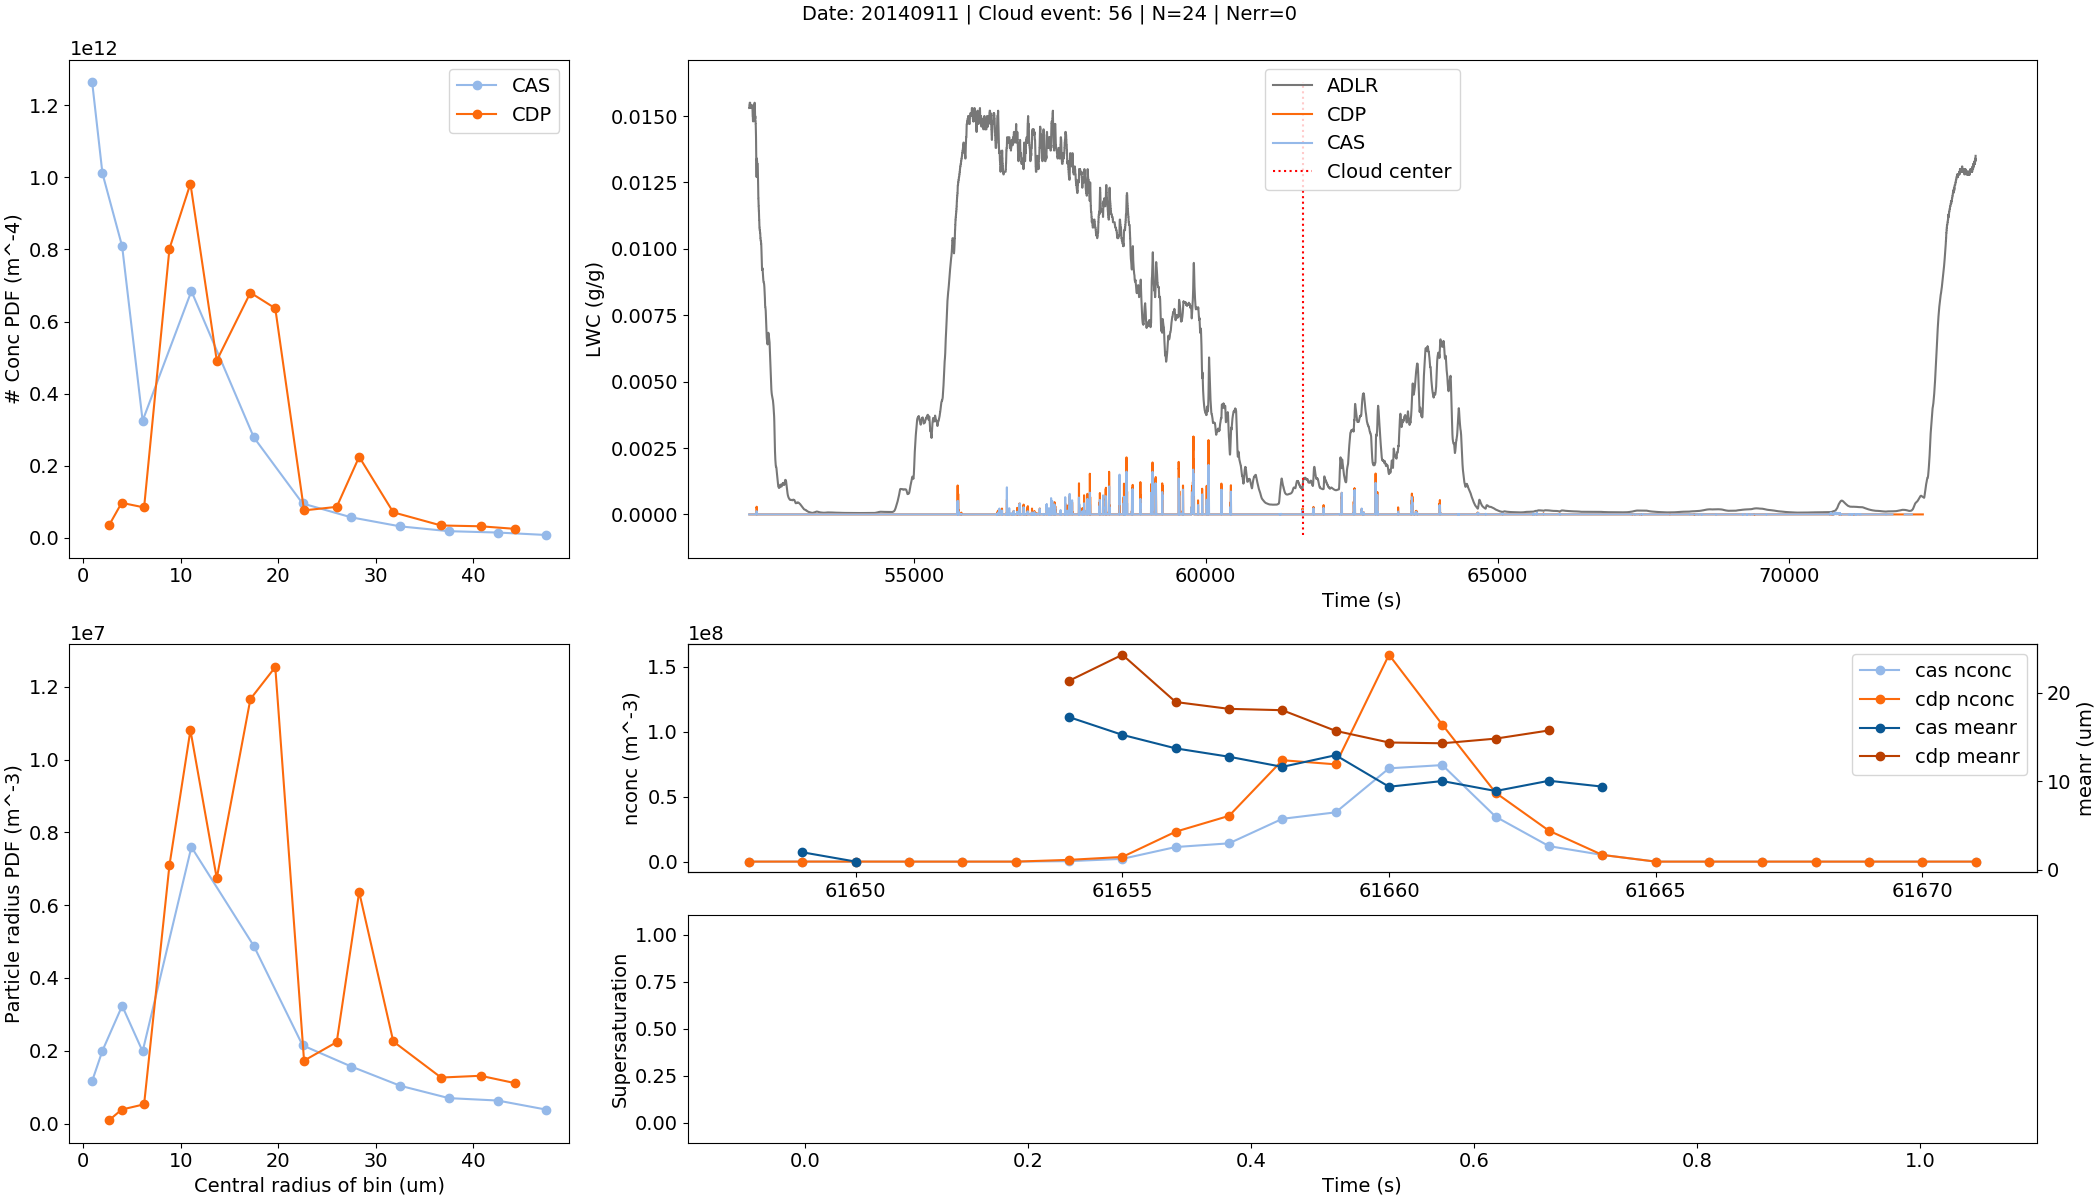 Date: 20140911 | Cloud event: 56 | N=24 | Nerr=0
1e12
# Conc PDF (m^-4)
1.2
1.0
0.8
0.6
0.4
0.2
0.0
0 10 20 30 40
CAS
CDP
LWC (g/g)
0.0150
0.0125
0.0100
0.0075
0.0050
0.0025
0.0000
55000 60000 65000 70000
Time (s)
ADLR
CDP
CAS
Cloud center
1e7
Particle radius PDF (m^-3)
1.2
1.0
0.8
0.6
0.4
0.2
0.0
0 10 20 30 40
Central radius of bin (um)
1e8
nconc (m^-3)
1.5
1.0
0.5
0.0
61650 61655 61660 61665 61670
cas nconc
cdp nconc
cas meanr
cdp meanr
20
10
0
meanr (um)
Supersaturation
1.00
0.75
0.50
0.25
0.00
0.0 0.2 0.4 0.6 0.8 1.0
Time (s)